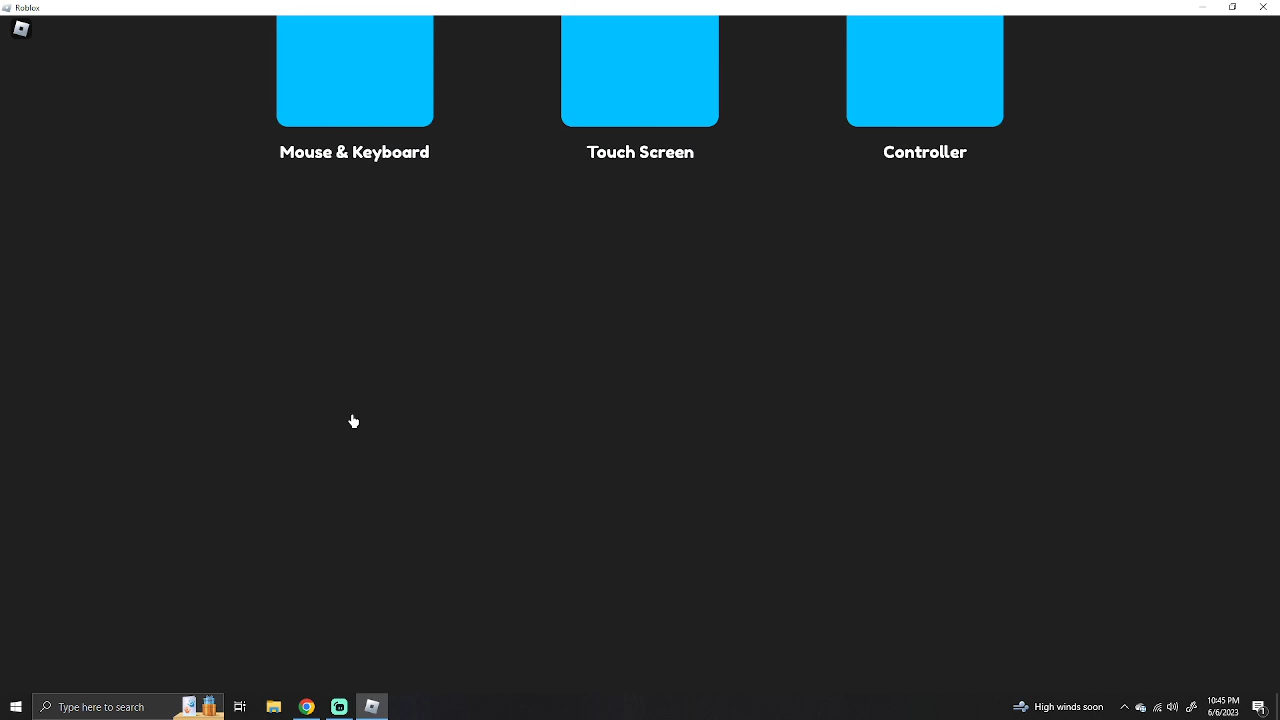 Roblox
Mouse & Keyboard
Touch Screen
Controller
Type here to search
High winds soon
10:45 PM
6/6/2023
1